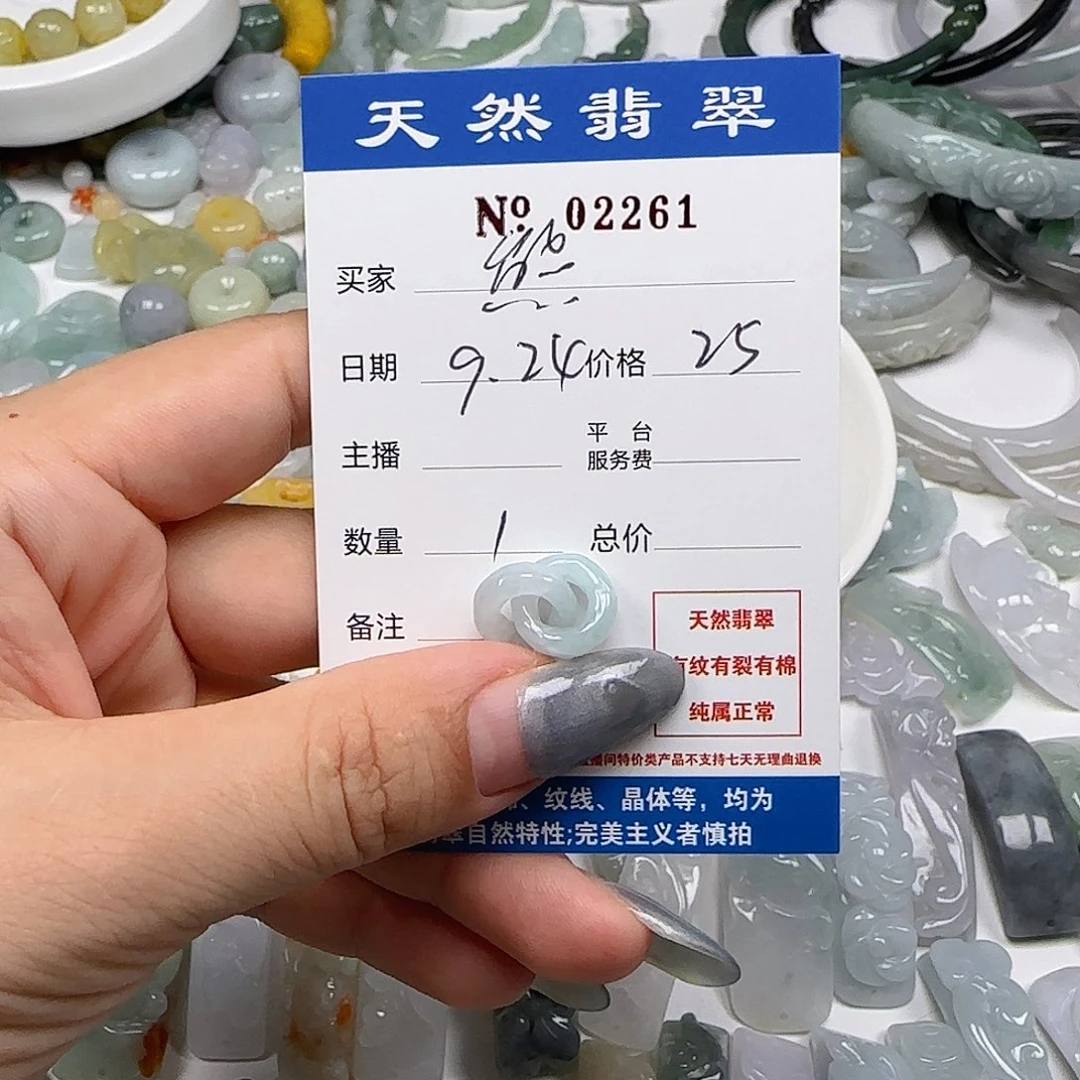 天然翡翠
No 02261
买家 熊
日期 9.24 价格 25
主播 平台服务费
数量 1 总价
备注
天然翡翠
有纹有裂有棉
纯属正常
播间特价类产品不支持七天无理由退换
、纹线、晶体等，均为
翠自然特性;完美主义者慎拍